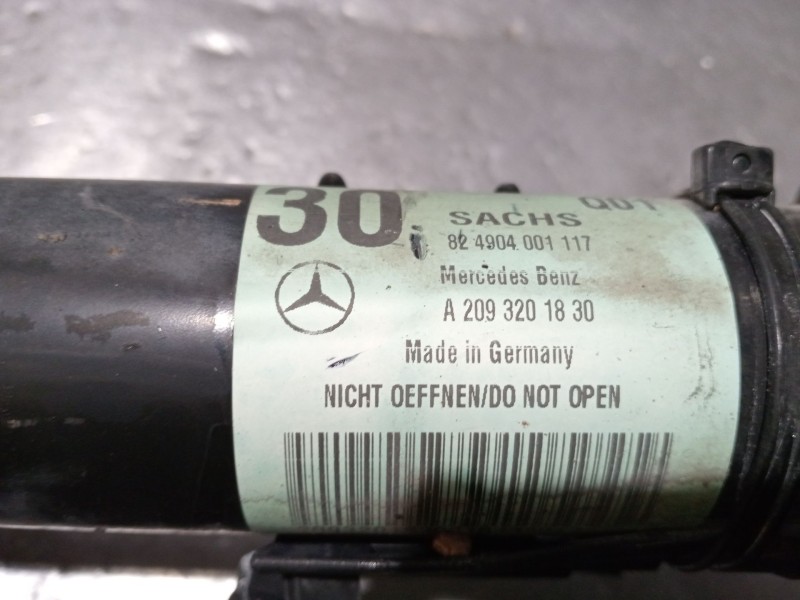 30.
Q01
SACHS
82 4904 001 117
Mercedes Benz
A 209 320 18 30
Made in Germany
NICHT OEFFNEN/DO NOT OPEN